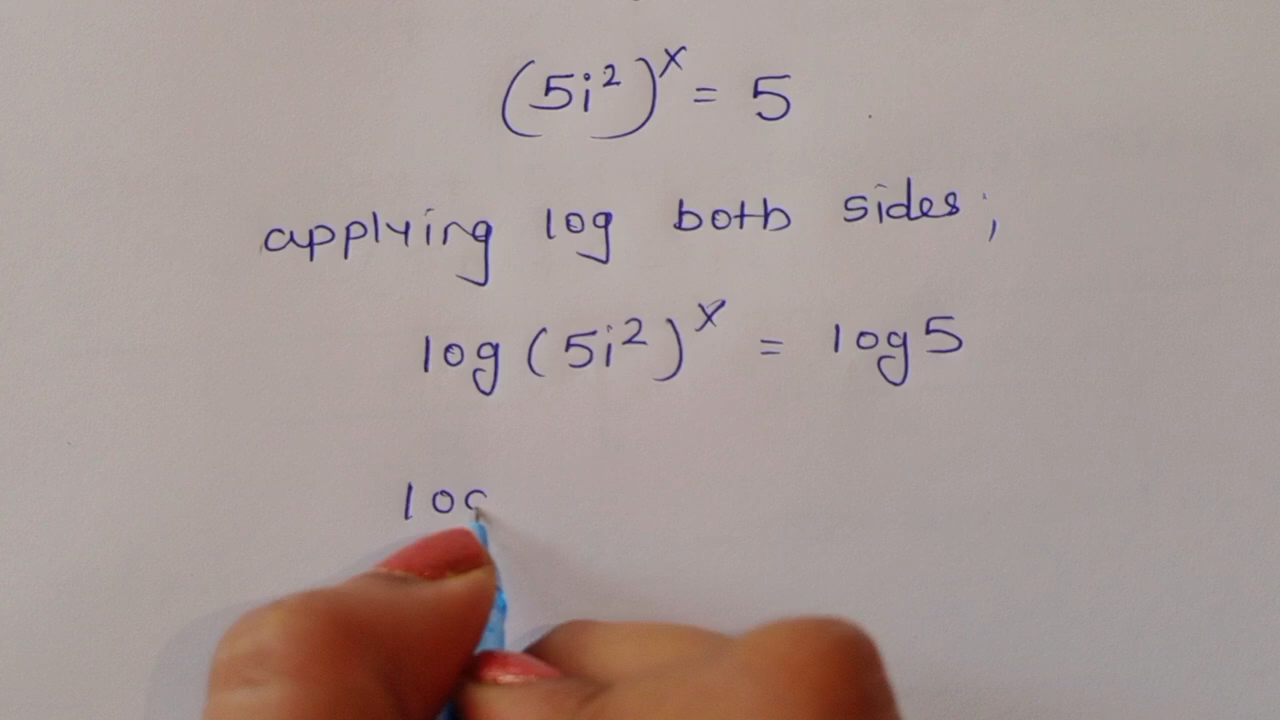 (5i²)ˣ = 5
applying log both sides;
log (5i²)ˣ = log 5
log